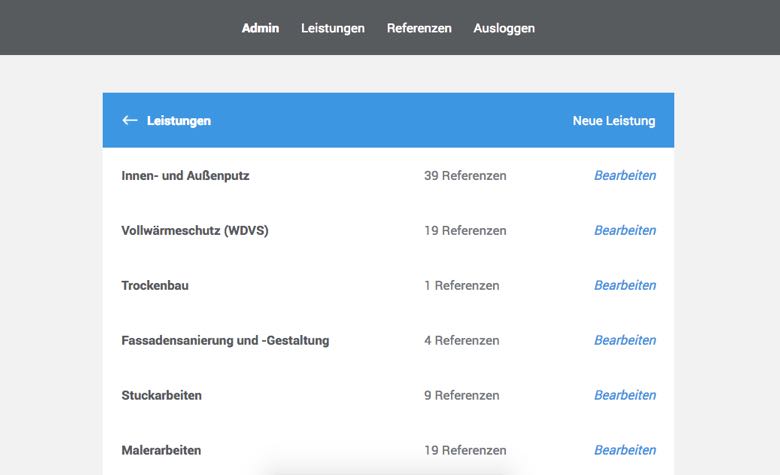 Admin Leistungen Referenzen Ausloggen
← Leistungen Neue Leistung
Innen- und Außenputz 39 Referenzen Bearbeiten
Vollwärmeschutz (WDVS) 19 Referenzen Bearbeiten
Trockenbau 1 Referenzen Bearbeiten
Fassadensanierung und -Gestaltung 4 Referenzen Bearbeiten
Stuckarbeiten 9 Referenzen Bearbeiten
Malerarbeiten 19 Referenzen Bearbeiten